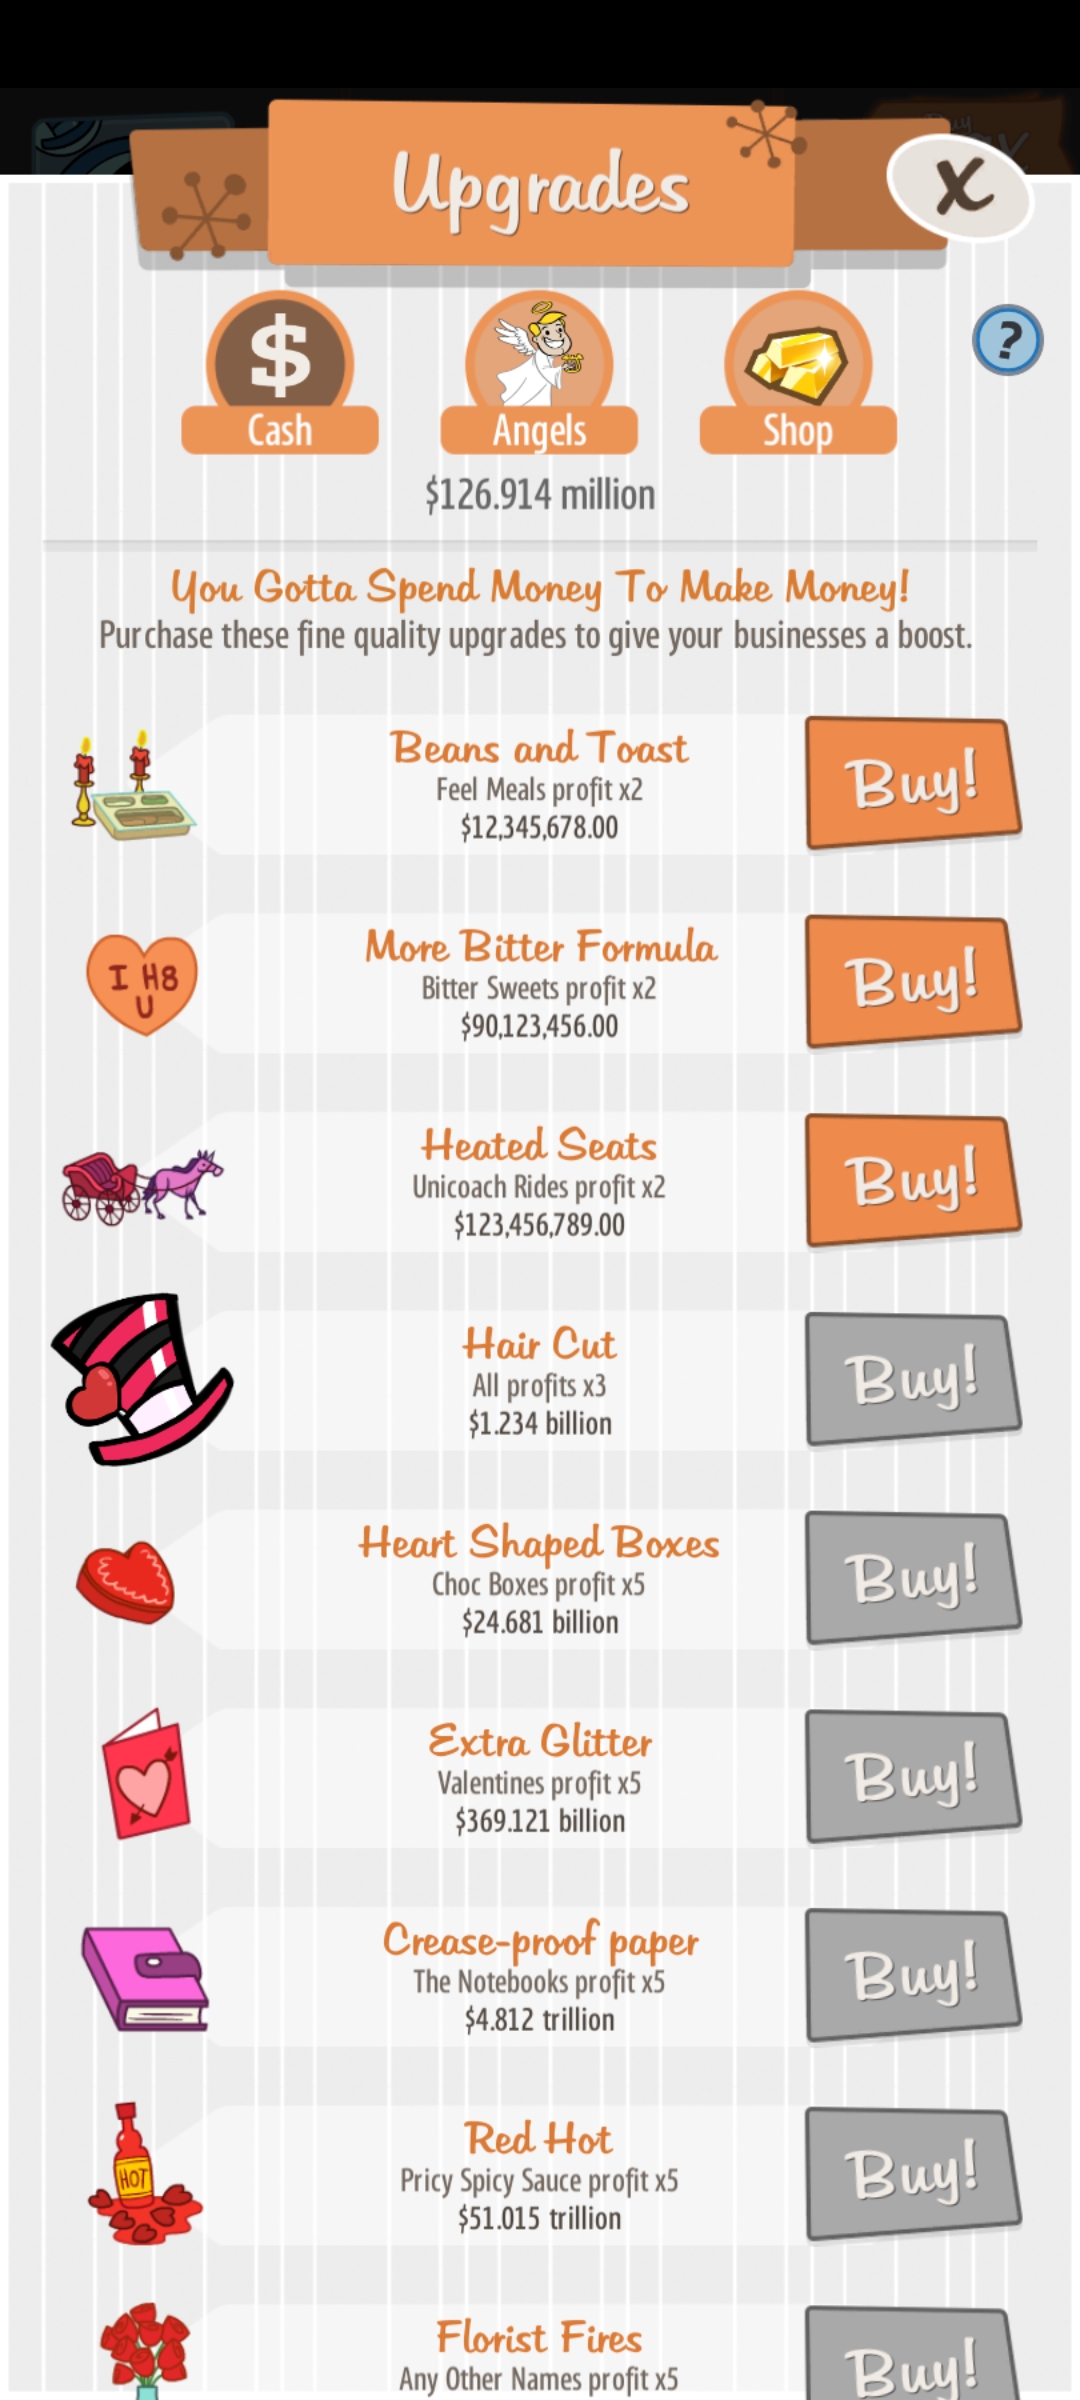 Upgrades
X
?
$
Cash
Angels
Shop
$126.914 million
You Gotta Spend Money To Make Money!
Purchase these fine quality upgrades to give your businesses a boost.
Beans and Toast
Feel Meals profit x2
$12,345,678.00
Buy!
I H8
U
More Bitter Formula
Bitter Sweets profit x2
$90,123,456.00
Buy!
Heated Seats
Unicoach Rides profit x2
$123,456,789.00
Buy!
Hair Cut
All profits x3
$1.234 billion
Buy!
Heart Shaped Boxes
Choc Boxes profit x5
$24.681 billion
Buy!
Extra Glitter
Valentines profit x5
$369.121 billion
Buy!
Crease-proof paper
The Notebooks profit x5
$4.812 trillion
Buy!
HOT
Red Hot
Pricy Spicy Sauce profit x5
$51.015 trillion
Buy!
Florist Fires
Any Other Names profit x5
Buy!